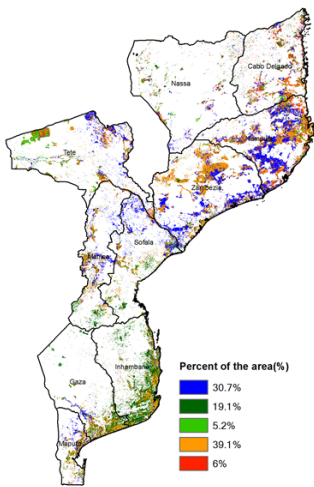 Cabo Delgado
Nassa
Nampula
Tete
Zambezia
Sofala
Manica
Inhambane
Gaza
Maputo
Percent of the area(%)
30.7%
19.1%
5.2%
39.1%
6%